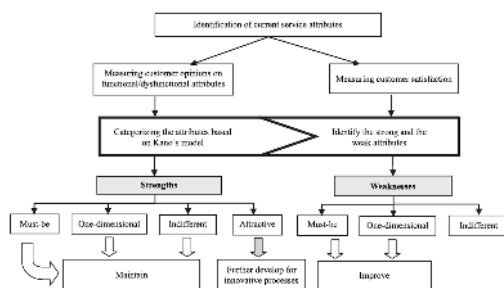 Identification of current service attributes
Measuring customer opinions on
functional/dysfunctional attributes
Measuring customer satisfaction
Categorizing the attributes based
on Kano's model
Identify the strong and the
weak attributes
Strengths
Weaknesses
Must-be
One-dimensional
Indifferent
Attractive
Must-be
One-dimensional
Indifferent
Maintain
Further develop for
innovative processes
Improve